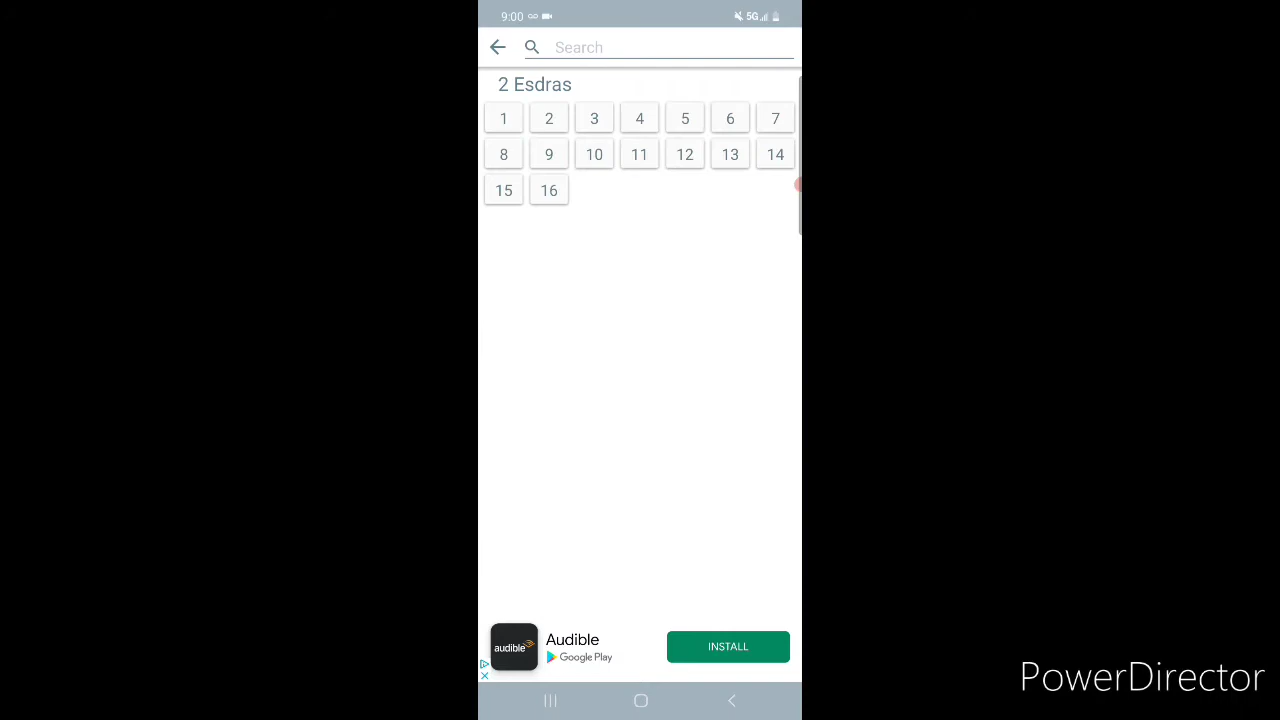 9:00 5G
Search
2 Esdras
1 2 3 4 5 6 7
8 9 10 11 12 13 14
15 16
audible
Audible
Google Play
INSTALL
PowerDirector